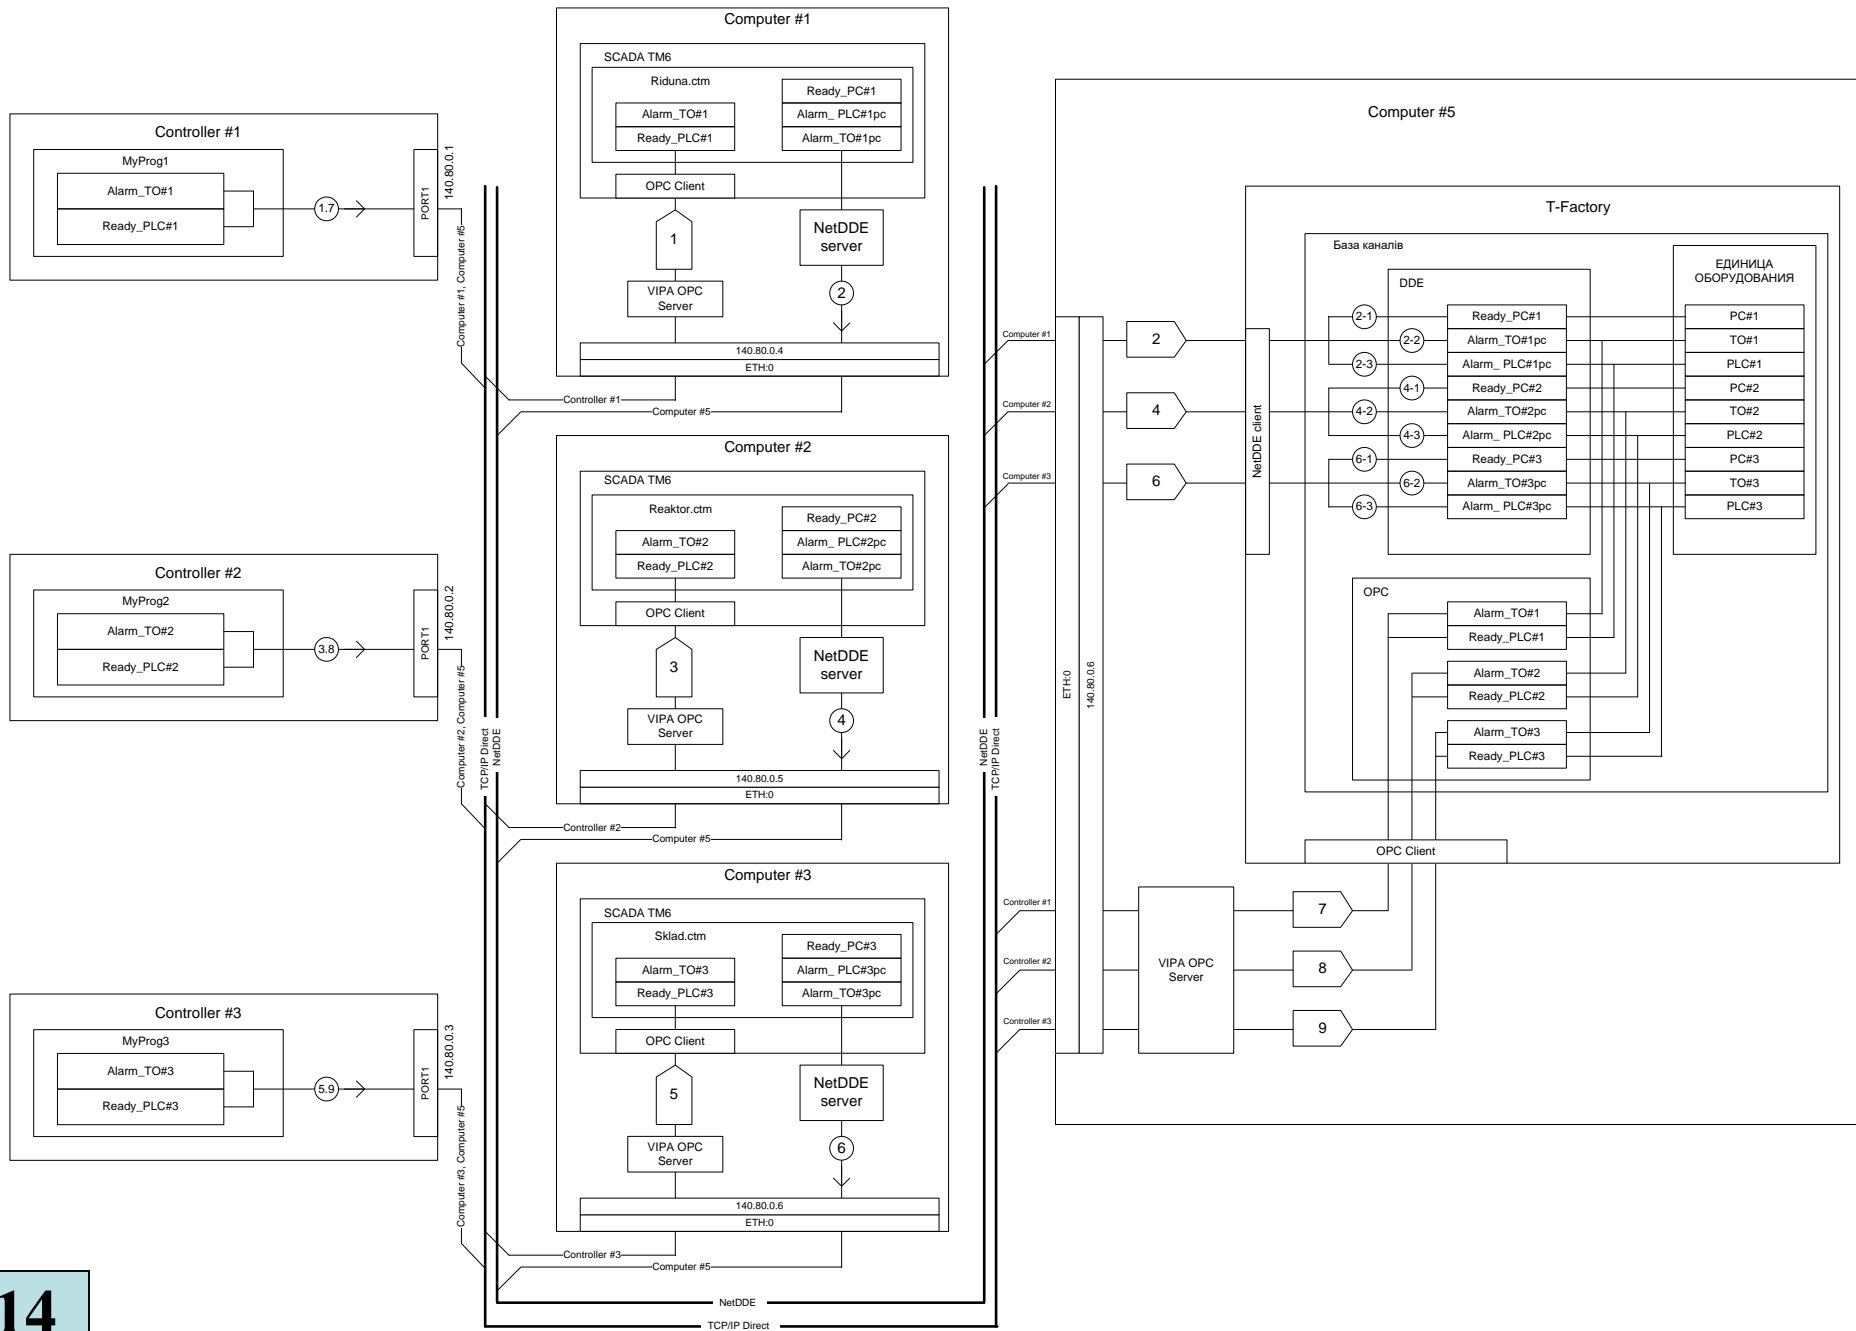 Controller #1
MyProg1
Alarm_TO#1
Ready_PLC#1
1.7
PORT1
140.80.0.1
Computer #1, Computer #5
Controller #2
MyProg2
Alarm_TO#2
Ready_PLC#2
3.8
PORT1
140.80.0.2
Computer #2, Computer #5
Controller #3
MyProg3
Alarm_TO#3
Ready_PLC#3
5.9
PORT1
140.80.0.3
Computer #3, Computer #5
TCP/IP Direct
NetDDE
Computer #1
SCADA TM6
Riduna.ctm
Alarm_TO#1
Ready_PLC#1
Ready_PC#1
Alarm_ PLC#1pc
Alarm_TO#1pc
OPC Client
1
VIPA OPC
Server
NetDDE
server
2
140.80.0.4
ETH:0
Controller #1
Computer #5
Computer #2
SCADA TM6
Reaktor.ctm
Alarm_TO#2
Ready_PLC#2
Ready_PC#2
Alarm_ PLC#2pc
Alarm_TO#2pc
OPC Client
3
VIPA OPC
Server
NetDDE
server
4
140.80.0.5
ETH:0
Controller #2
Computer #5
Computer #3
SCADA TM6
Sklad.ctm
Alarm_TO#3
Ready_PLC#3
Ready_PC#3
Alarm_ PLC#3pc
Alarm_TO#3pc
OPC Client
5
VIPA OPC
Server
NetDDE
server
6
140.80.0.6
ETH:0
Controller #3
Computer #5
NetDDE
TCP/IP Direct
NetDDE
TCP/IP Direct
Computer #1
Computer #2
Computer #3
Controller #1
Controller #2
Controller #3
Computer #5
ETH:0
140.80.0.6
2
4
6
NetDDE client
T-Factory
База каналів
DDE
2-1
2-2
2-3
4-1
4-2
4-3
6-1
6-2
6-3
Ready_PC#1
Alarm_TO#1pc
Alarm_ PLC#1pc
Ready_PC#2
Alarm_TO#2pc
Alarm_ PLC#2pc
Ready_PC#3
Alarm_TO#3pc
Alarm_ PLC#3pc
ЕДИНИЦА
ОБОРУДОВАНИЯ
PC#1
TO#1
PLC#1
PC#2
TO#2
PLC#2
PC#3
TO#3
PLC#3
OPC
Alarm_TO#1
Ready_PLC#1
Alarm_TO#2
Ready_PLC#2
Alarm_TO#3
Ready_PLC#3
OPC Client
VIPA OPC
Server
7
8
9
14